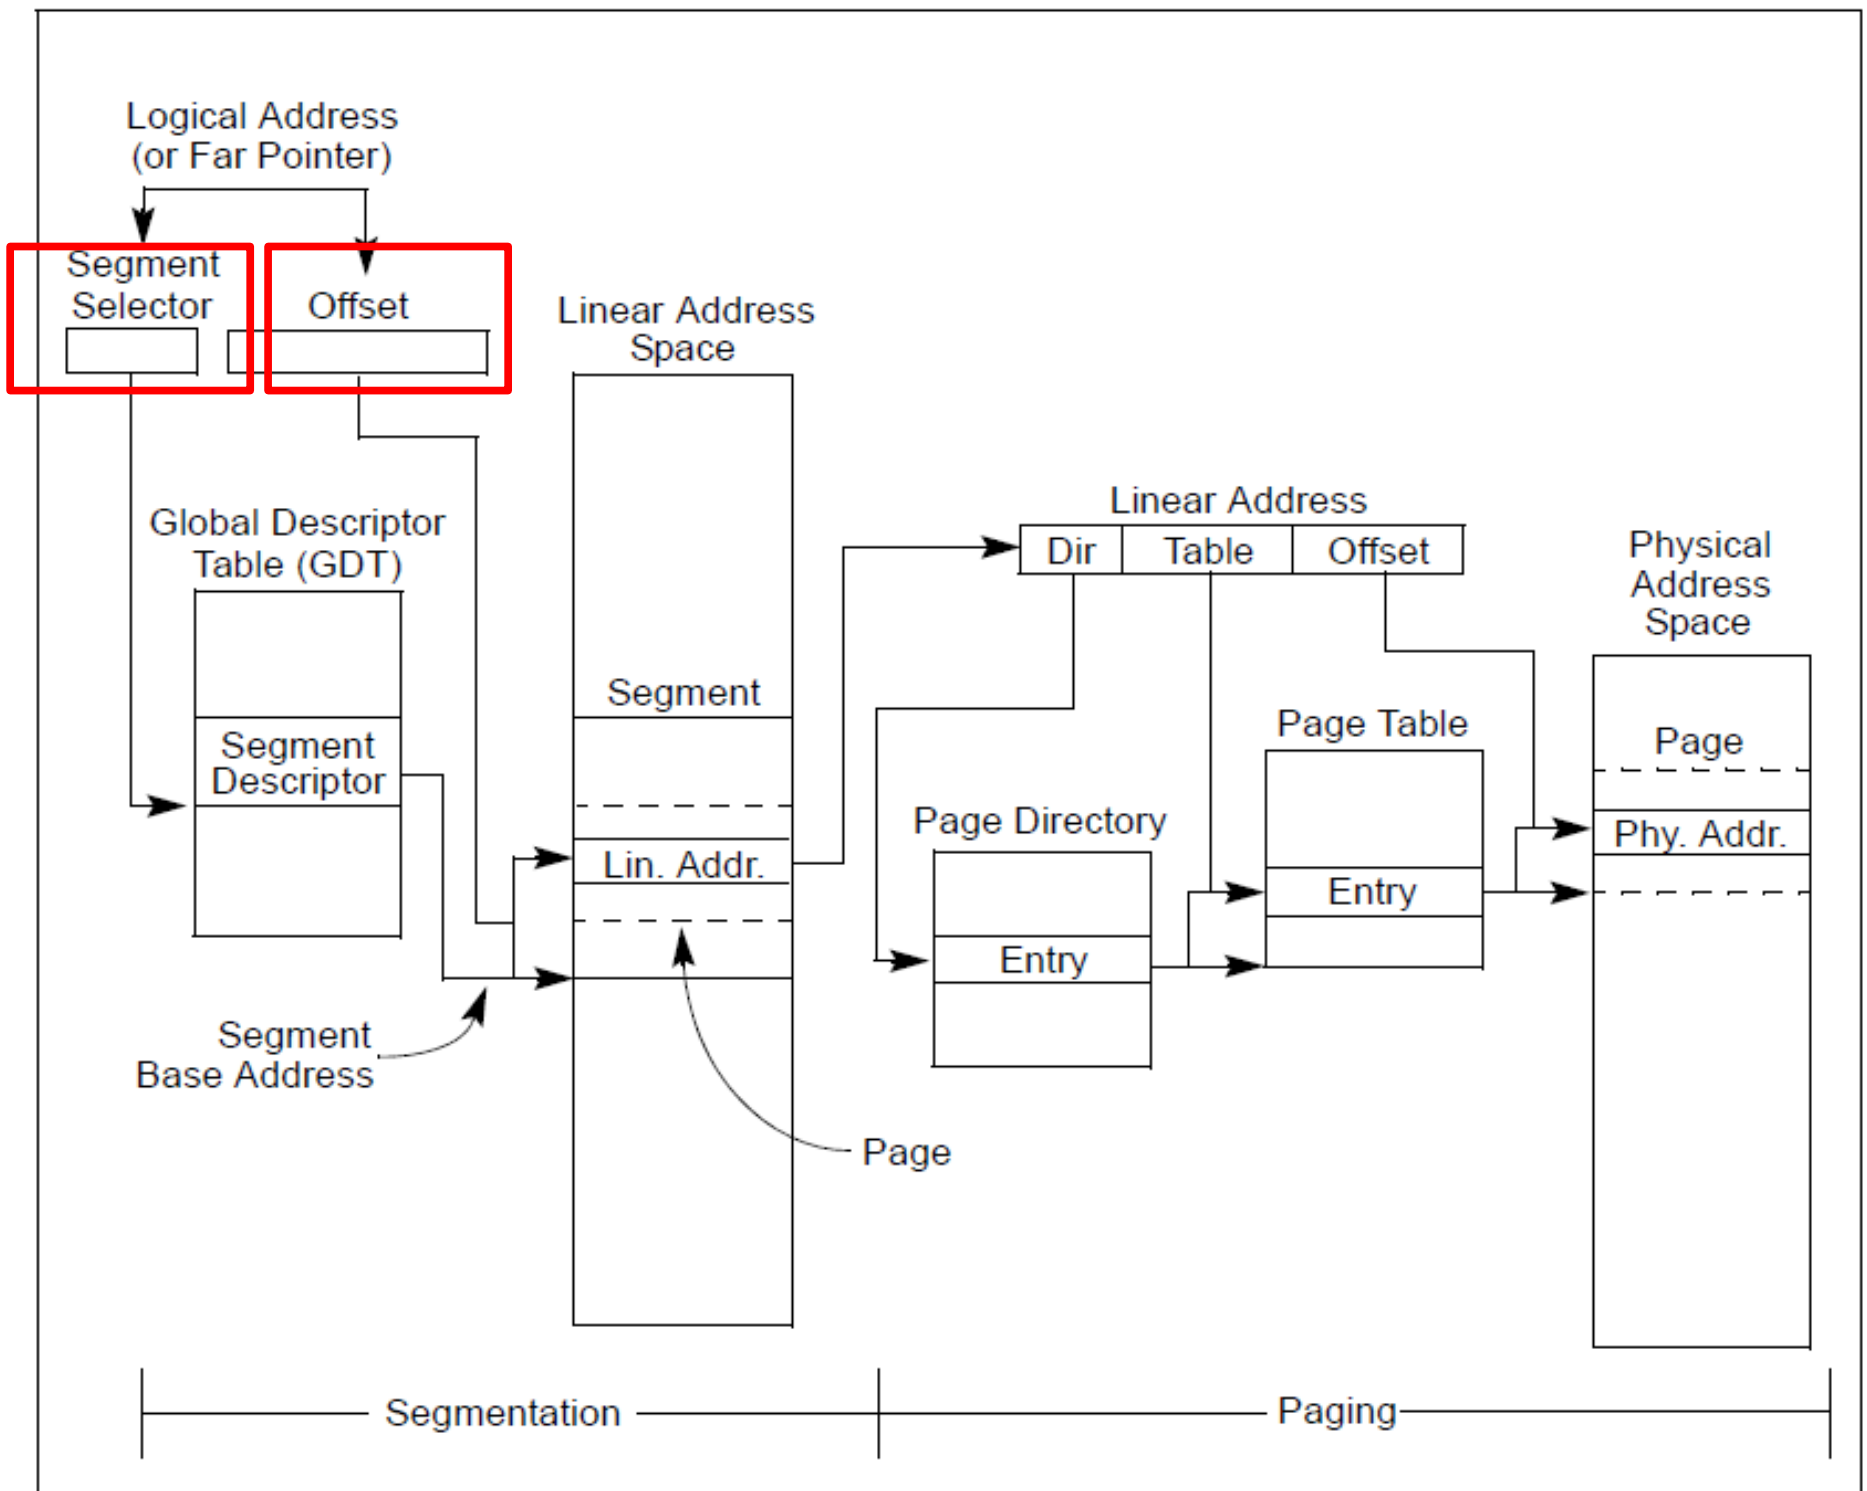 Logical Address
(or Far Pointer)
Segment
Selector
Offset
Linear Address
Space
Global Descriptor
Table (GDT)
Segment
Descriptor
Segment
Lin. Addr.
Segment
Base Address
Page
Linear Address
Dir
Table
Offset
Page Directory
Entry
Page Table
Entry
Physical
Address
Space
Page
Phy. Addr.
Segmentation
Paging